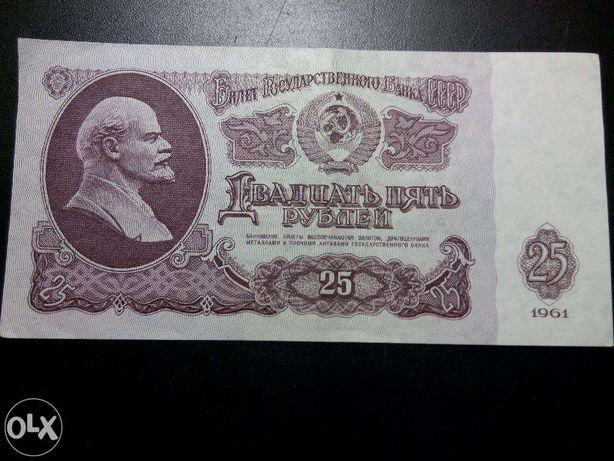 Билет Государственного Банка СССР
Двадцать пять
рублей
БАНКОВСКИЕ БИЛЕТЫ ОБЕСПЕЧИВАЮТСЯ ЗОЛОТОМ, ДРАГОЦЕННЫМИ
МЕТАЛЛАМИ И ПРОЧИМИ АКТИВАМИ ГОСУДАРСТВЕННОГО БАНКА
25
25
25
25
1961
OLX